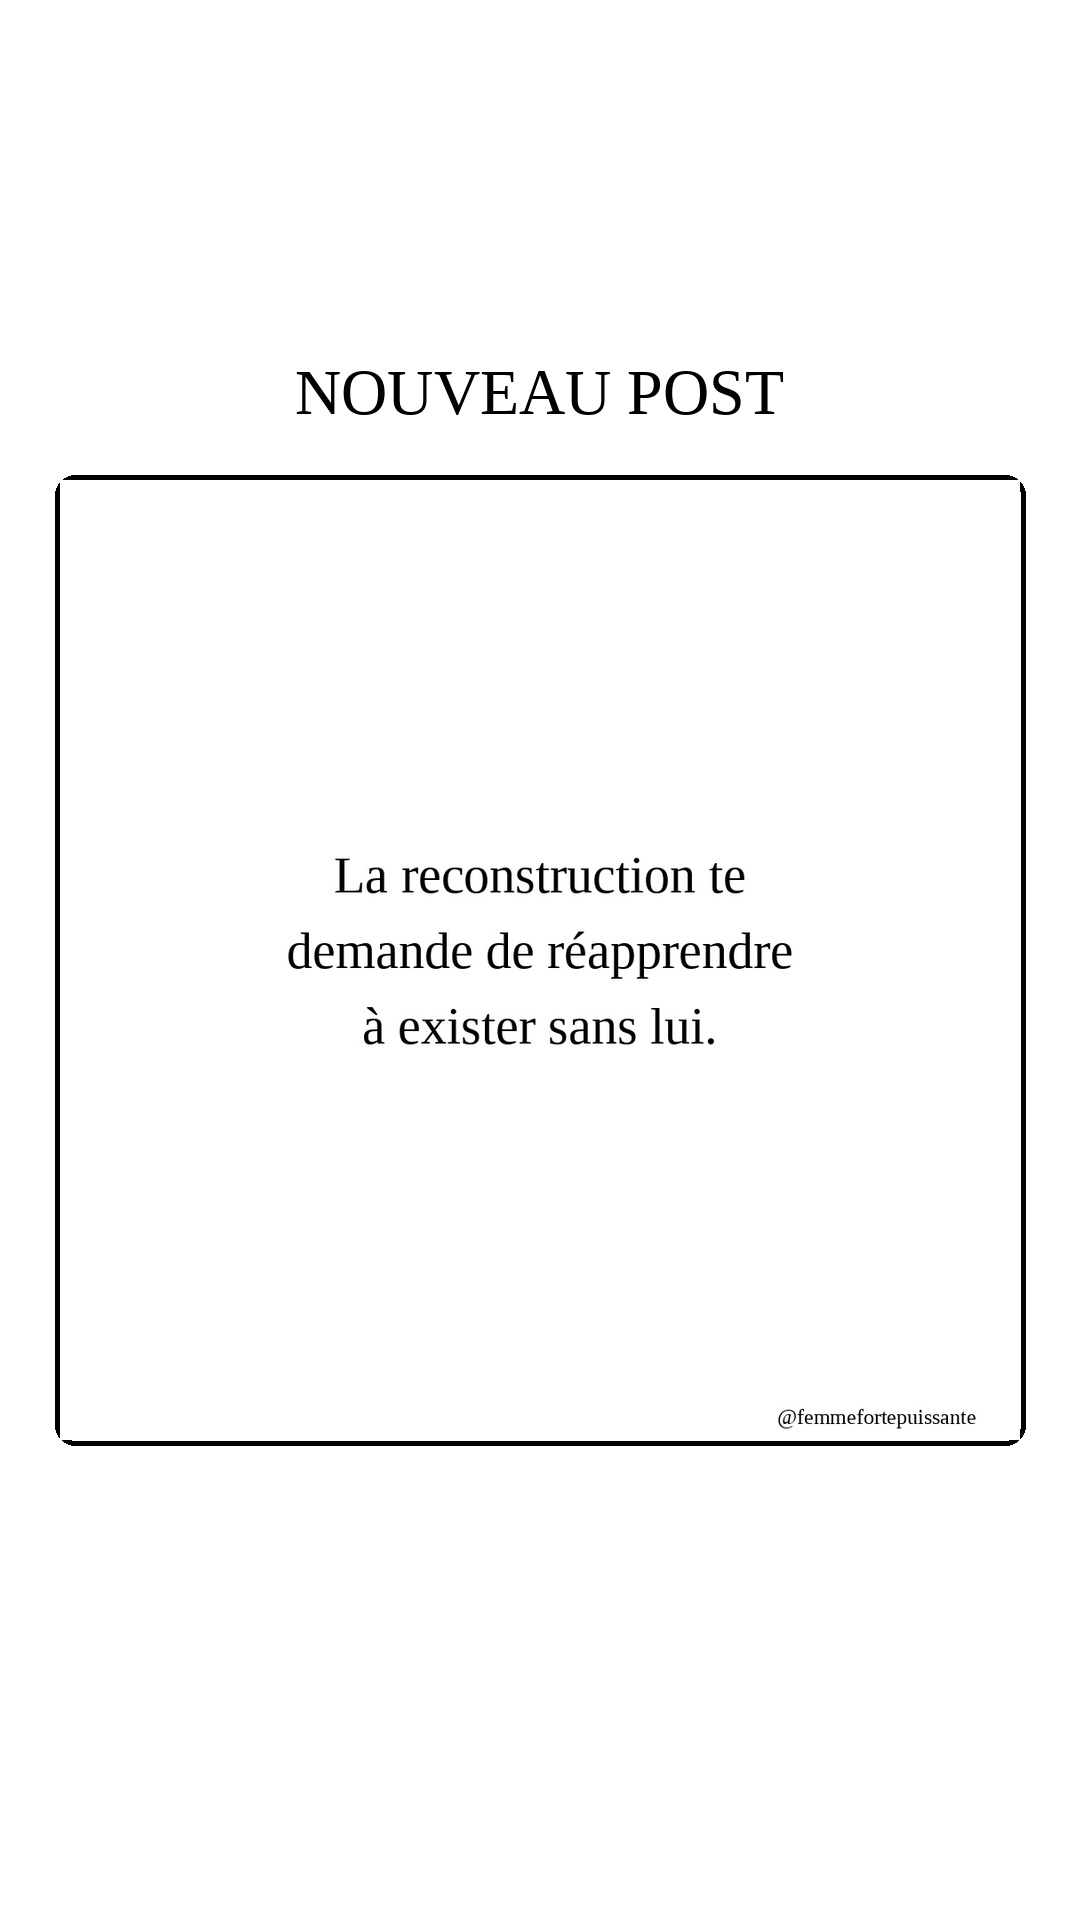 NOUVEAU POST
La reconstruction te
demande de réapprendre
à exister sans lui.
@femmefortepuissante